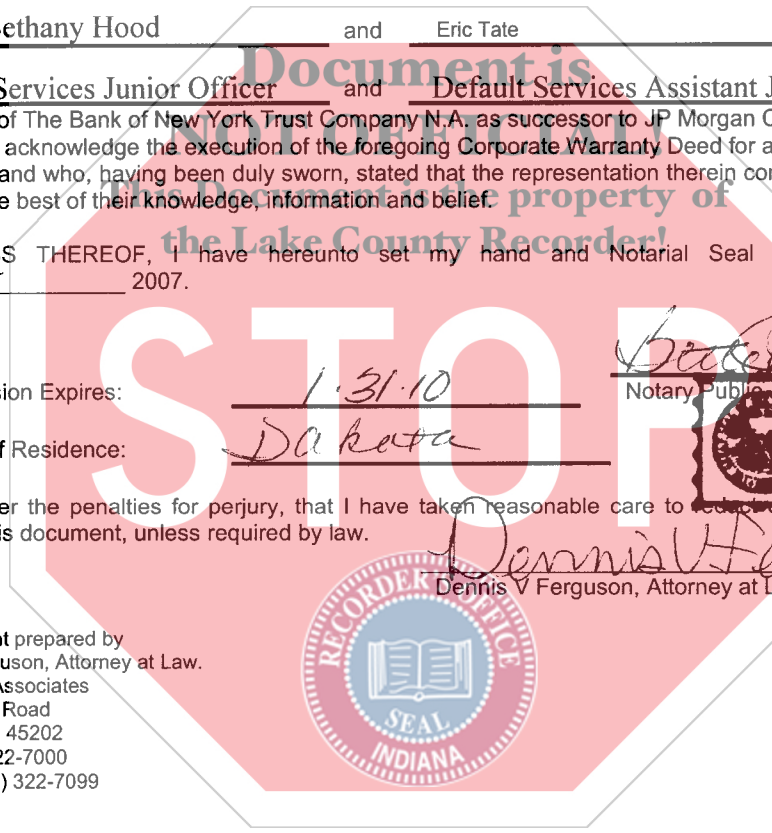 ethany Hood and Eric Tate
Services Junior Officer and Default Services Assistant J
of The Bank of New York Trust Company N.A. as successor to JP Morgan C
acknowledge the execution of the foregoing Corporate Warranty Deed for a
and who, having been duly sworn, stated that the representation therein con
e best of their knowledge, information and belief.
S THEREOF, I have hereunto set my hand and Notarial Seal
2007.
Document is
NOT OFFICIAL!
This Document is the property of
the Lake County Recorder!
STOP
sion Expires: 1·31·10
Notary Public
f Residence: Dakota
er the penalties for perjury, that I have taken reasonable care to redact
is document, unless required by law.
Dennis V Fe
Dennis V Ferguson, Attorney at L
RECORDER'S OFFICE
SEAL
INDIANA
t prepared by
uson, Attorney at Law.
Associates
Road
45202
22-7000
) 322-7099